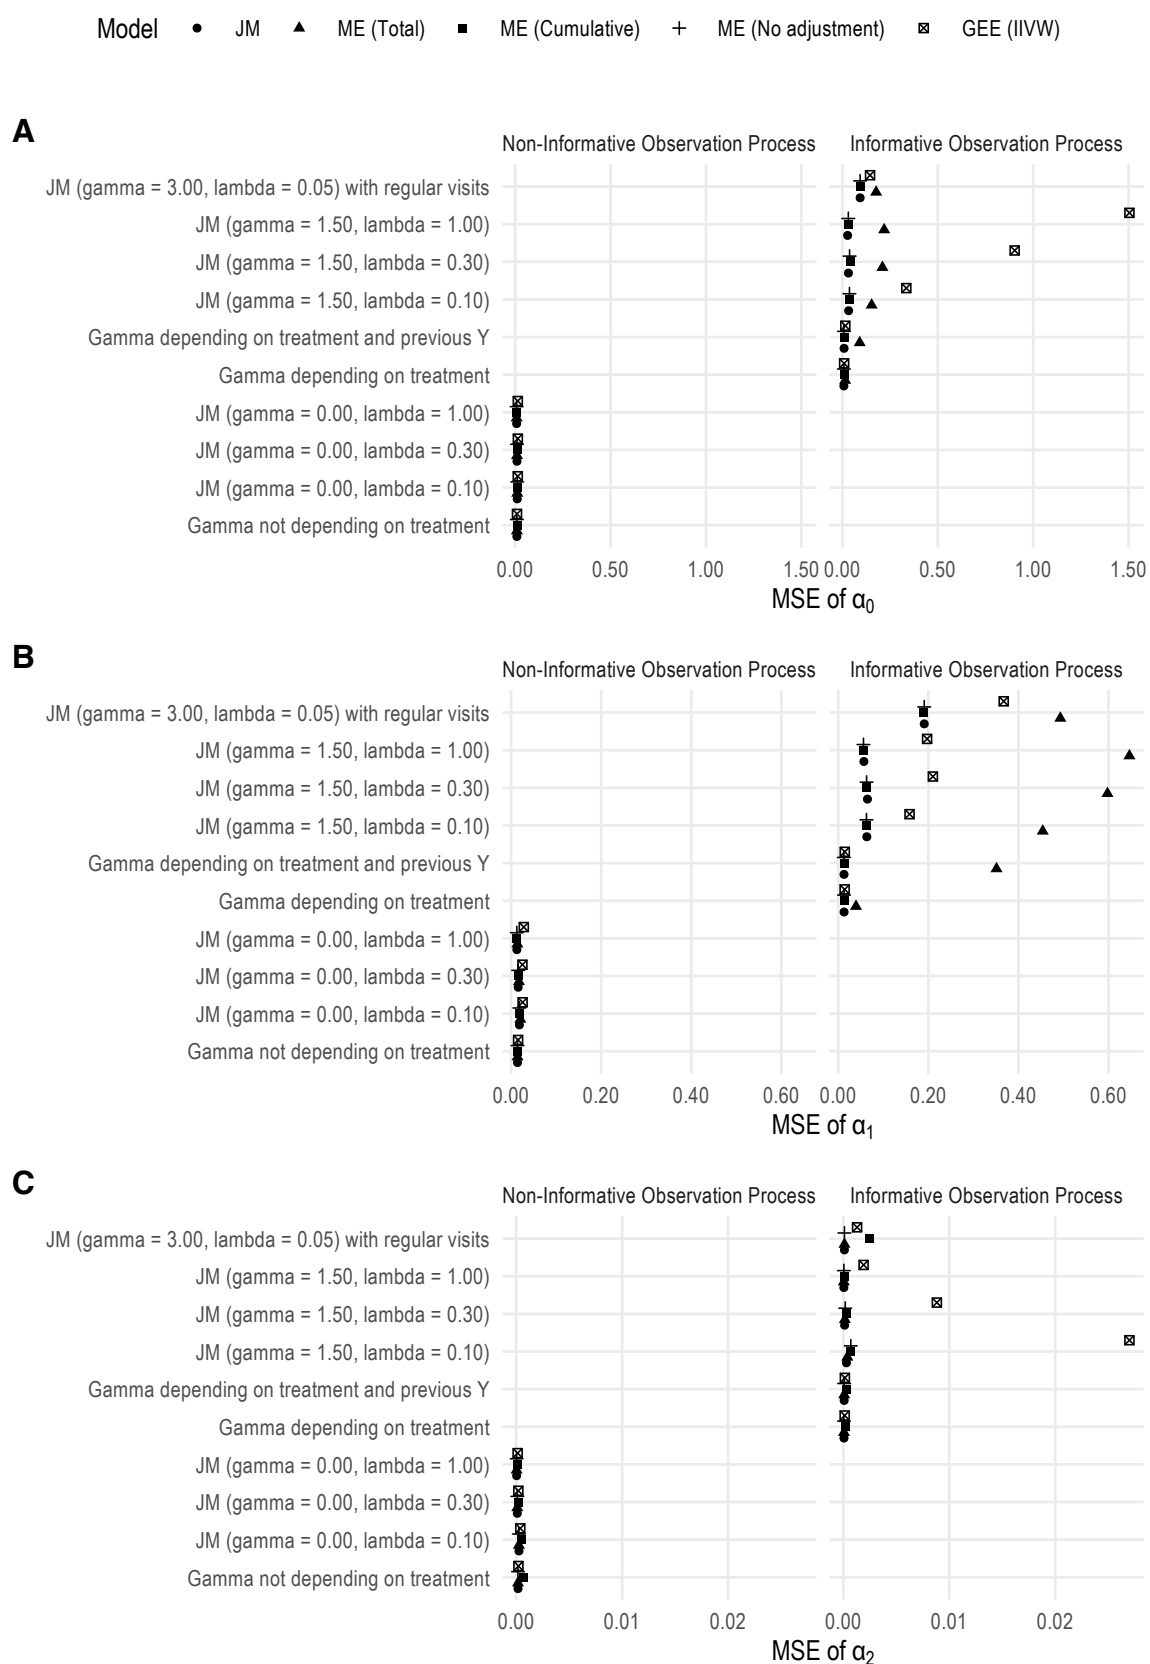 Model JM ME (Total) ME (Cumulative) ME (No adjustment) GEE (IIVW)
A
Non-Informative Observation Process Informative Observation Process
JM (gamma = 3.00, lambda = 0.05) with regular visits
JM (gamma = 1.50, lambda = 1.00)
JM (gamma = 1.50, lambda = 0.30)
JM (gamma = 1.50, lambda = 0.10)
Gamma depending on treatment and previous Y
Gamma depending on treatment
JM (gamma = 0.00, lambda = 1.00)
JM (gamma = 0.00, lambda = 0.30)
JM (gamma = 0.00, lambda = 0.10)
Gamma not depending on treatment
0.00 0.50 1.00 1.50 0.00 0.50 1.00 1.50
MSE of α₀
B
Non-Informative Observation Process Informative Observation Process
JM (gamma = 3.00, lambda = 0.05) with regular visits
JM (gamma = 1.50, lambda = 1.00)
JM (gamma = 1.50, lambda = 0.30)
JM (gamma = 1.50, lambda = 0.10)
Gamma depending on treatment and previous Y
Gamma depending on treatment
JM (gamma = 0.00, lambda = 1.00)
JM (gamma = 0.00, lambda = 0.30)
JM (gamma = 0.00, lambda = 0.10)
Gamma not depending on treatment
0.00 0.20 0.40 0.60 0.00 0.20 0.40 0.60
MSE of α₁
C
Non-Informative Observation Process Informative Observation Process
JM (gamma = 3.00, lambda = 0.05) with regular visits
JM (gamma = 1.50, lambda = 1.00)
JM (gamma = 1.50, lambda = 0.30)
JM (gamma = 1.50, lambda = 0.10)
Gamma depending on treatment and previous Y
Gamma depending on treatment
JM (gamma = 0.00, lambda = 1.00)
JM (gamma = 0.00, lambda = 0.30)
JM (gamma = 0.00, lambda = 0.10)
Gamma not depending on treatment
0.00 0.01 0.02 0.00 0.01 0.02
MSE of α₂